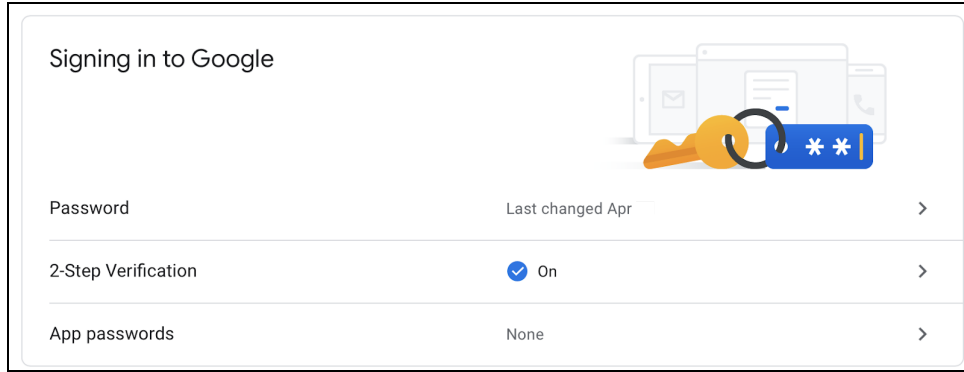 Signing in to Google
**
Password
Last changed Apr
2-Step Verification
On
App passwords
None